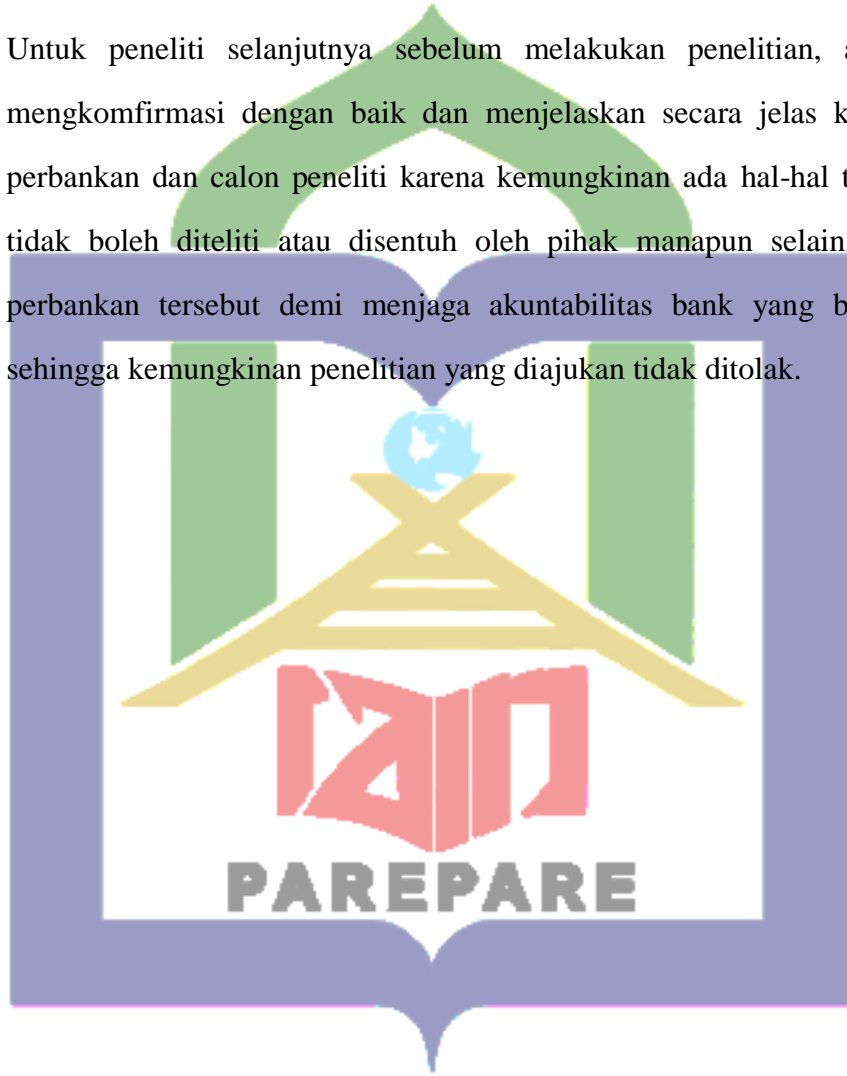 Untuk peneliti selanjutnya sebelum melakukan penelitian,
mengkomfirmasi dengan baik dan menjelaskan secara jelas
perbankan dan calon peneliti karena kemungkinan ada hal-hal
tidak boleh diteliti atau disentuh oleh pihak manapun selain
perbankan tersebut demi menjaga akuntabilitas bank yang
sehingga kemungkinan penelitian yang diajukan tidak ditolak.
iain
PAREPARE